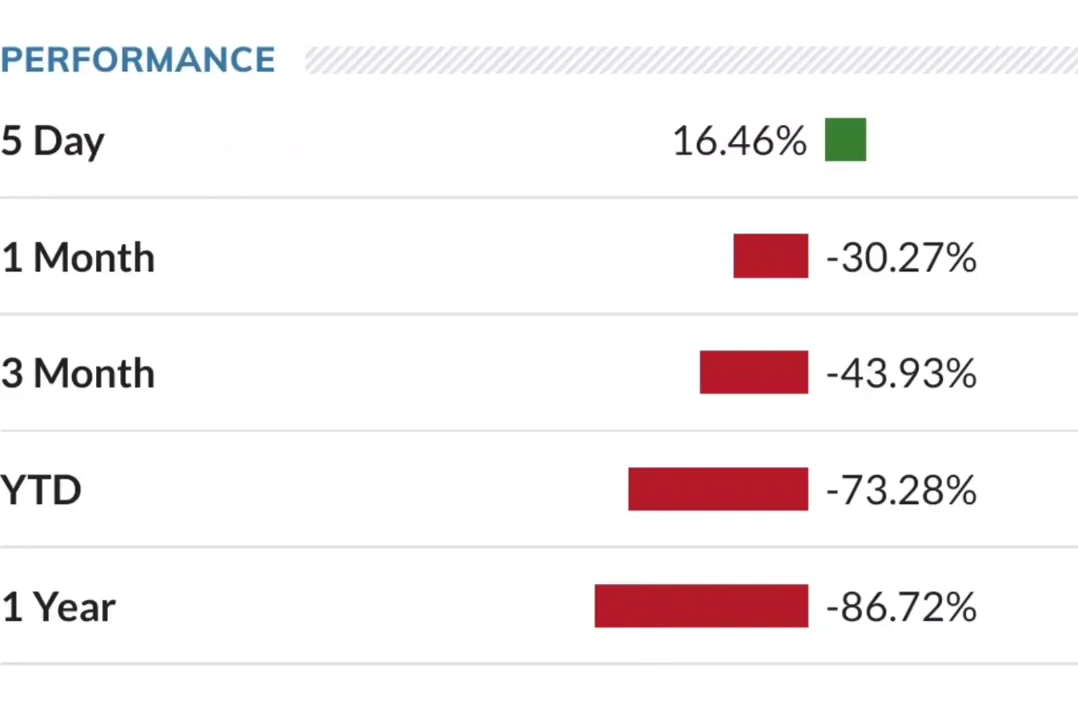 PERFORMANCE
5 Day 16.46%
1 Month -30.27%
3 Month -43.93%
YTD -73.28%
1 Year -86.72%